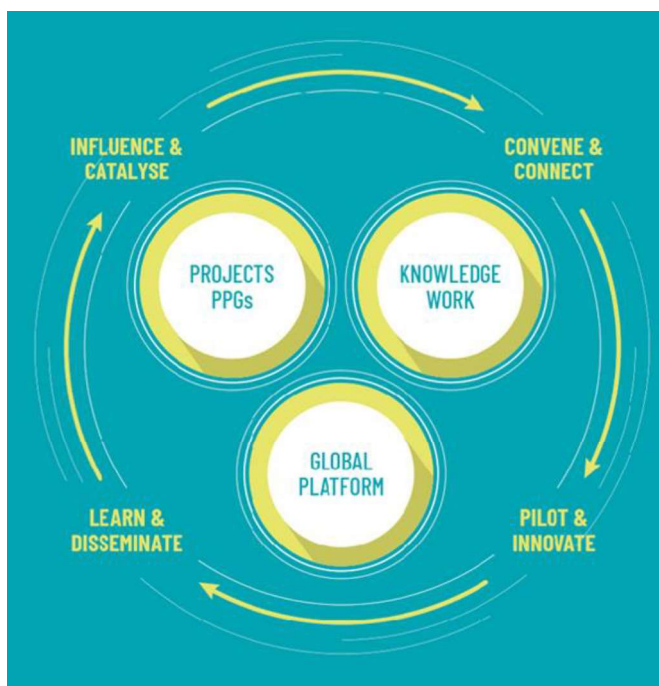 INFLUENCE &
CATALYSE
CONVENE &
CONNECT
PROJECTS
PPGs
KNOWLEDGE
WORK
GLOBAL
PLATFORM
LEARN &
DISSEMINATE
PILOT &
INNOVATE